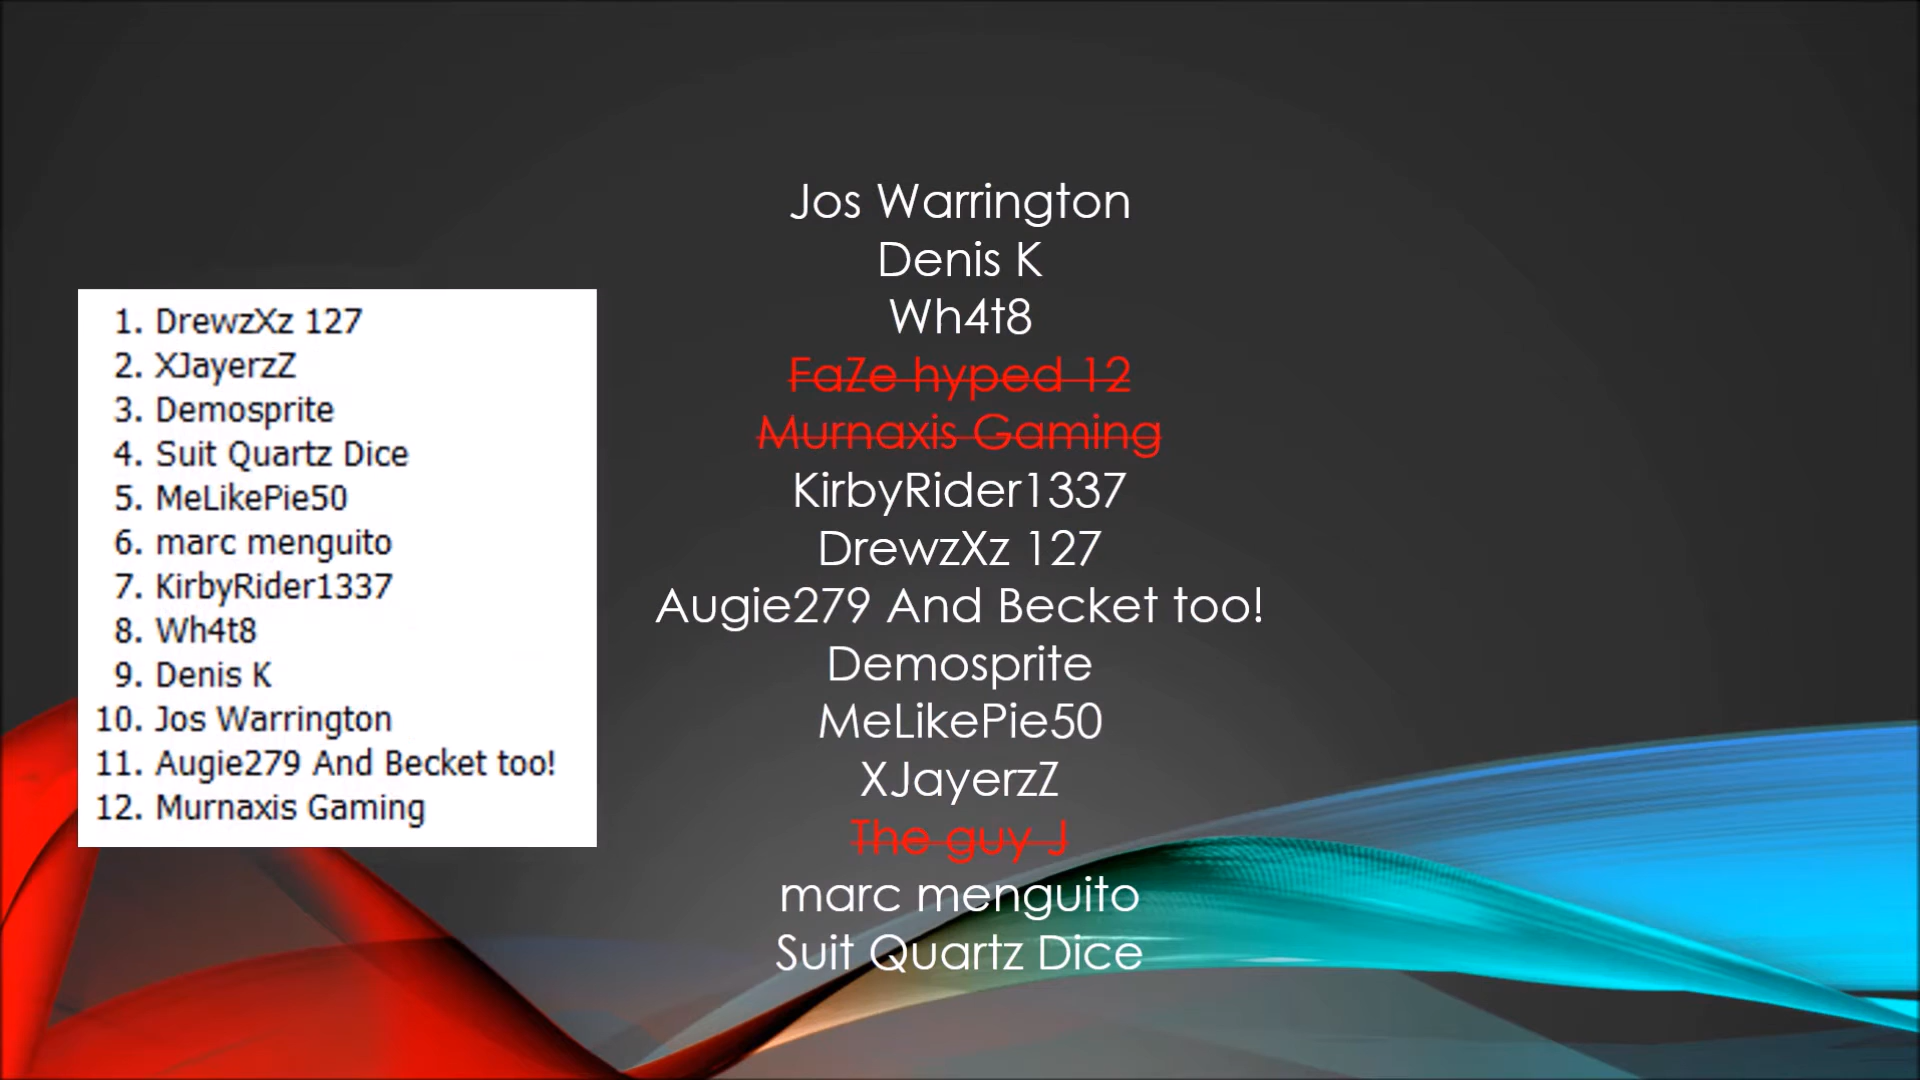 1. DrewzXz 127
2. XJayerzZ
3. Demosprite
4. Suit Quartz Dice
5. MeLikePie50
6. marc menguito
7. KirbyRider1337
8. Wh4t8
9. Denis K
10. Jos Warrington
11. Augie279 And Becket too!
12. Murnaxis Gaming
Jos Warrington
Denis K
Wh4t8
FaZe hyped 12
Murnaxis Gaming
KirbyRider1337
DrewzXz 127
Augie279 And Becket too!
Demosprite
MeLikePie50
XJayerzZ
The guy J
marc menguito
Suit Quartz Dice